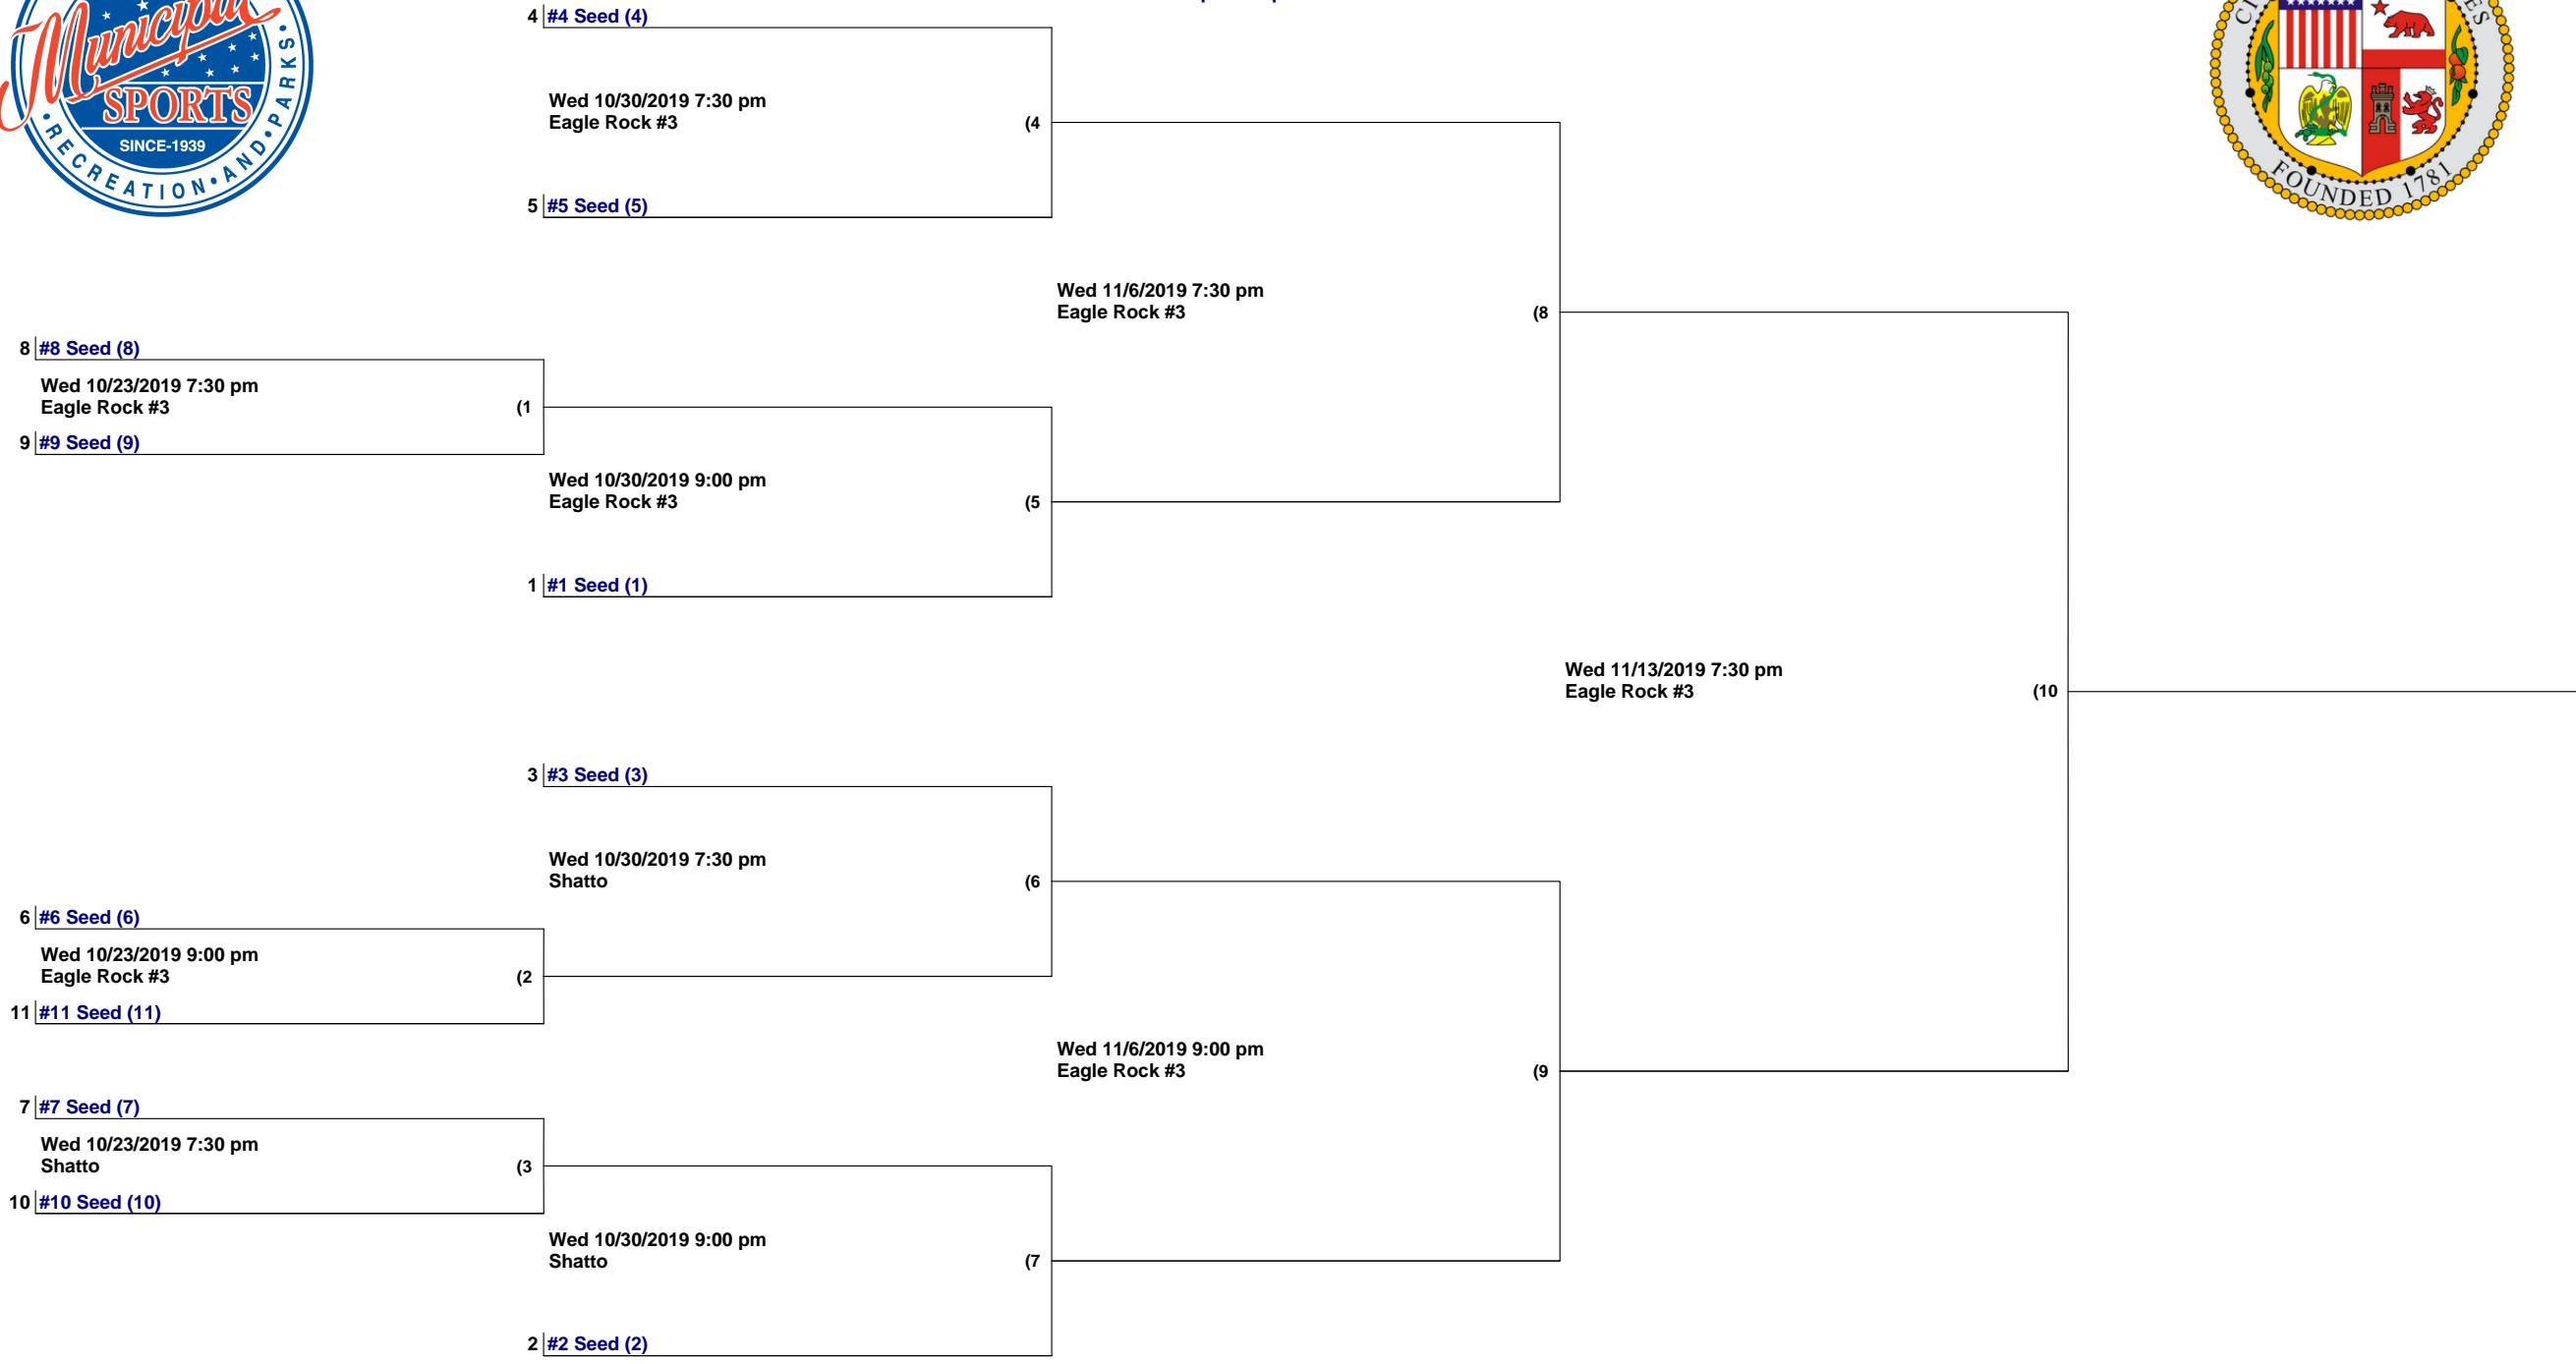 Municipal
SPORTS
SINCE-1939
•RECREATION•AND•PARKS•
FOUNDED 1781
4 #4 Seed (4)
Wed 10/30/2019 7:30 pm
Eagle Rock #3 (4
5 #5 Seed (5)
Wed 11/6/2019 7:30 pm
Eagle Rock #3 (8
8 #8 Seed (8)
Wed 10/23/2019 7:30 pm
Eagle Rock #3 (1
9 #9 Seed (9)
Wed 10/30/2019 9:00 pm
Eagle Rock #3 (5
1 #1 Seed (1)
Wed 11/13/2019 7:30 pm
Eagle Rock #3 (10
3 #3 Seed (3)
Wed 10/30/2019 7:30 pm
Shatto (6
6 #6 Seed (6)
Wed 10/23/2019 9:00 pm
Eagle Rock #3 (2
11 #11 Seed (11)
Wed 11/6/2019 9:00 pm
Eagle Rock #3 (9
7 #7 Seed (7)
Wed 10/23/2019 7:30 pm
Shatto (3
10 #10 Seed (10)
Wed 10/30/2019 9:00 pm
Shatto (7
2 #2 Seed (2)